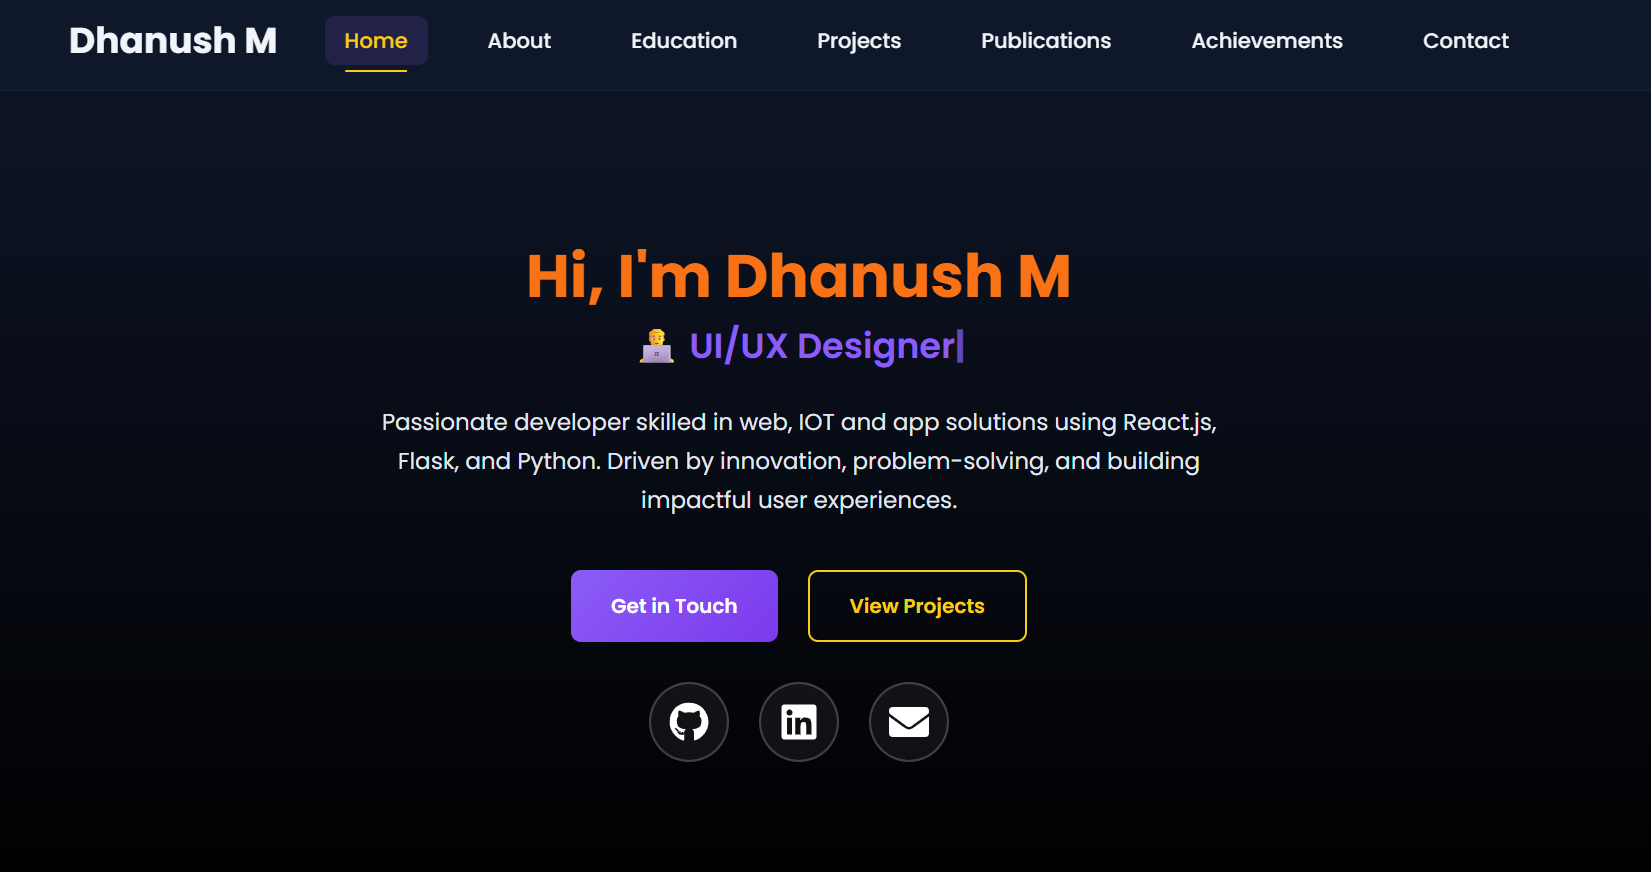 Dhanush M
Home
About
Education
Projects
Publications
Achievements
Contact
Hi, I'm Dhanush M
UI/UX Designer|
Passionate developer skilled in web, IOT and app solutions using React.js,
Flask, and Python. Driven by innovation, problem-solving, and building
impactful user experiences.
Get in Touch
View Projects
in